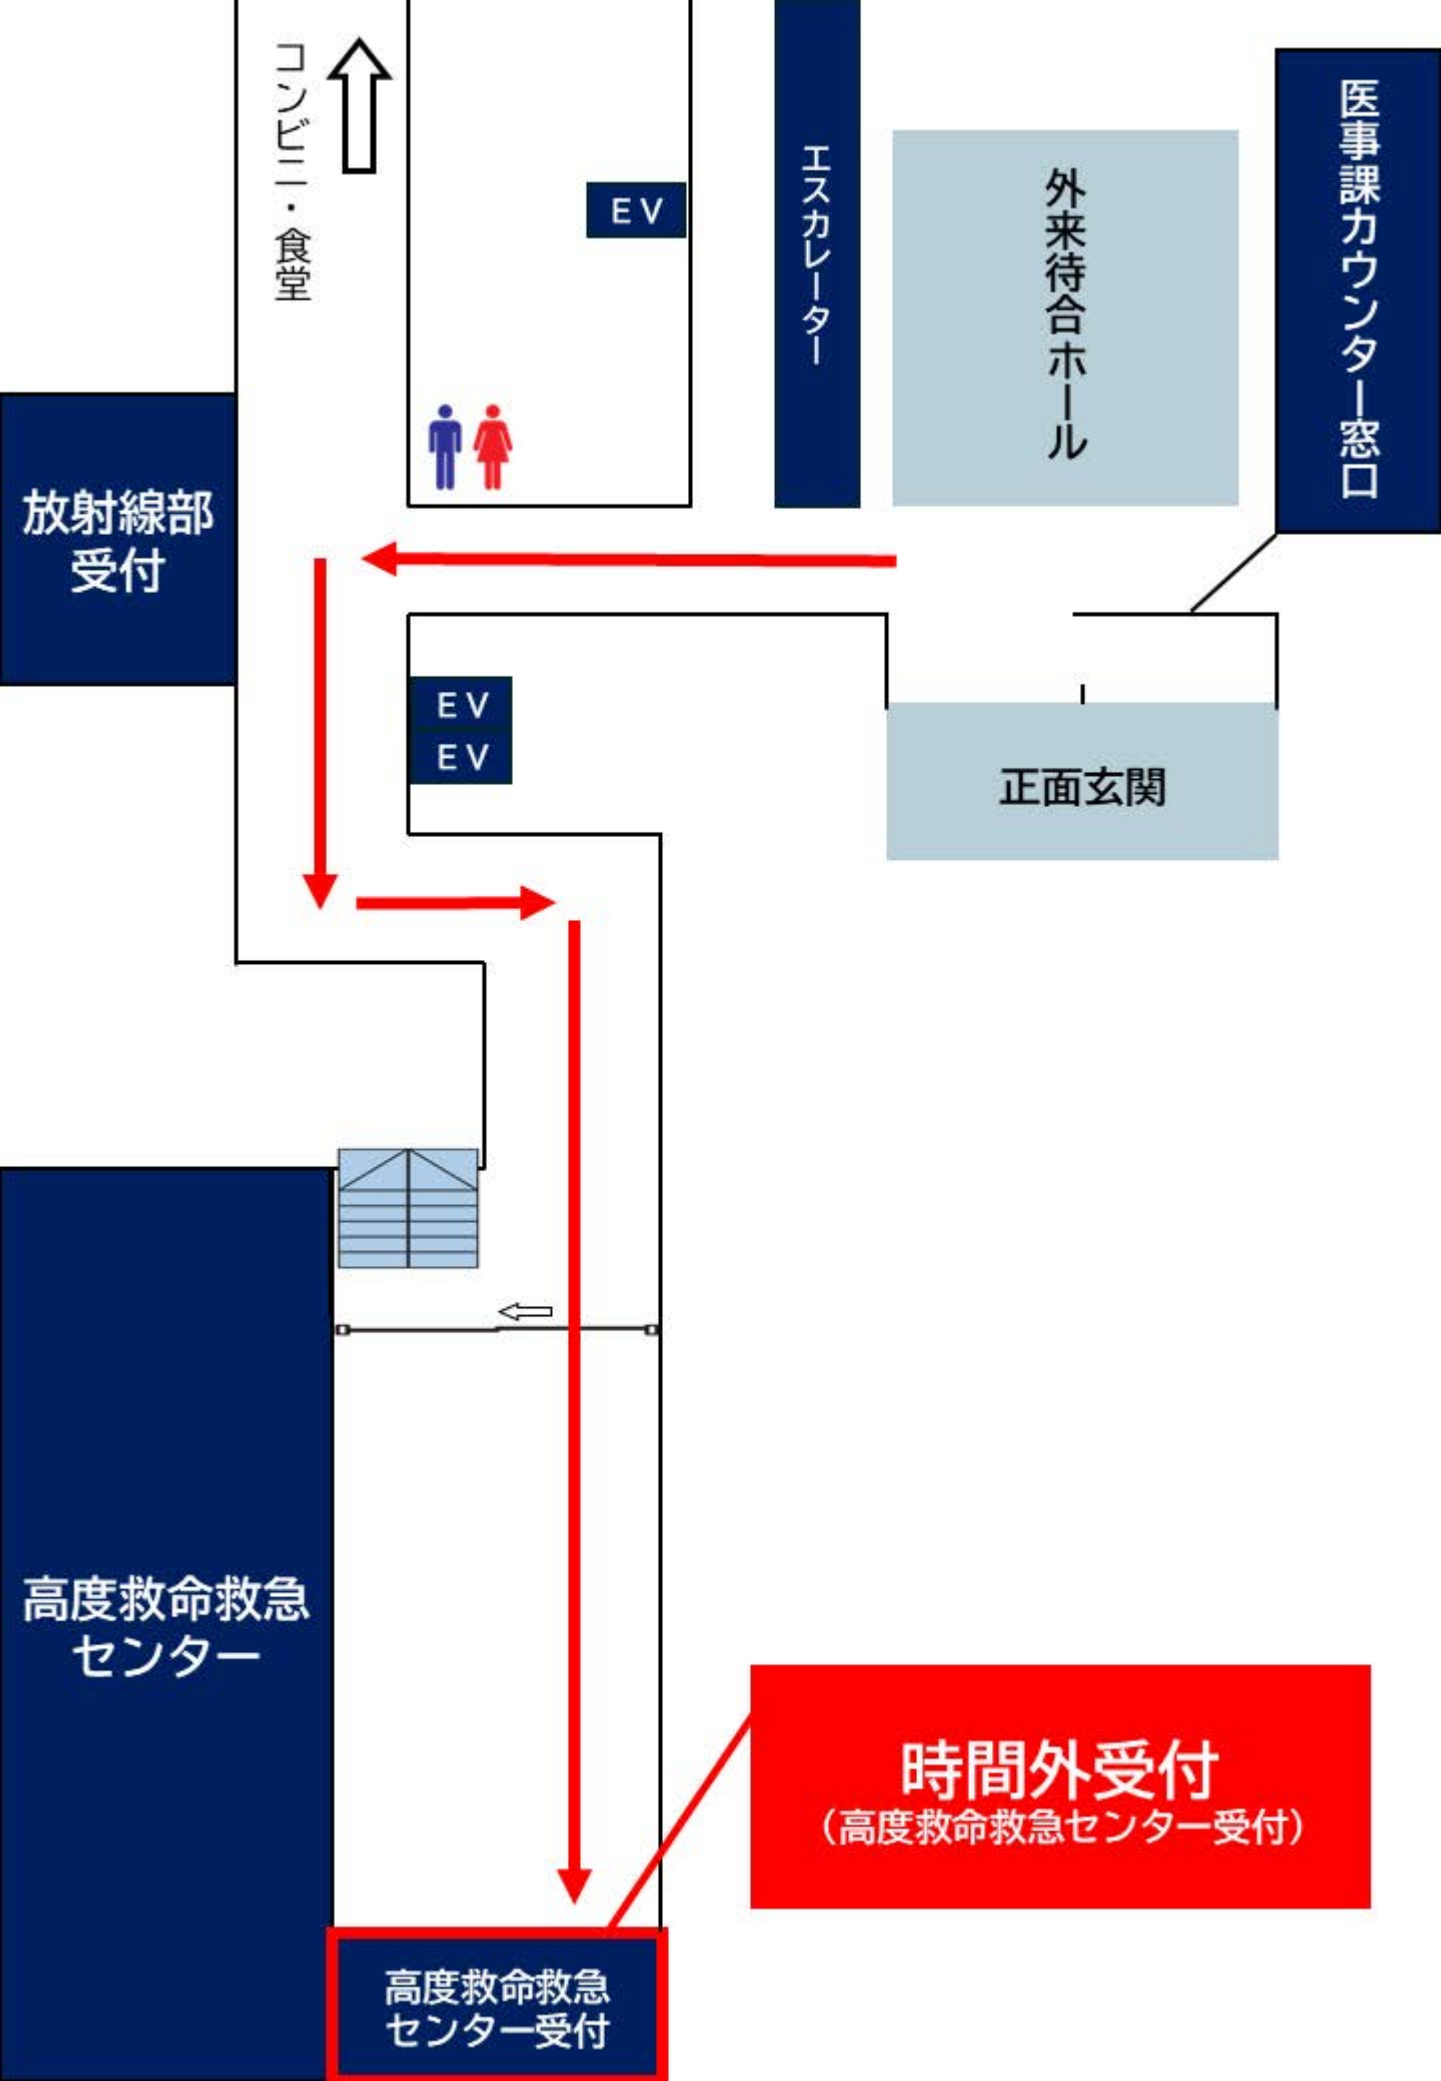 コンビニ・食堂
EV
エスカレーター
外来待合ホール
医事課カウンター窓口
放射線部
受付
EV
EV
正面玄関
高度救命救急
センター
時間外受付
（高度救命救急センター受付）
高度救命救急
センター受付